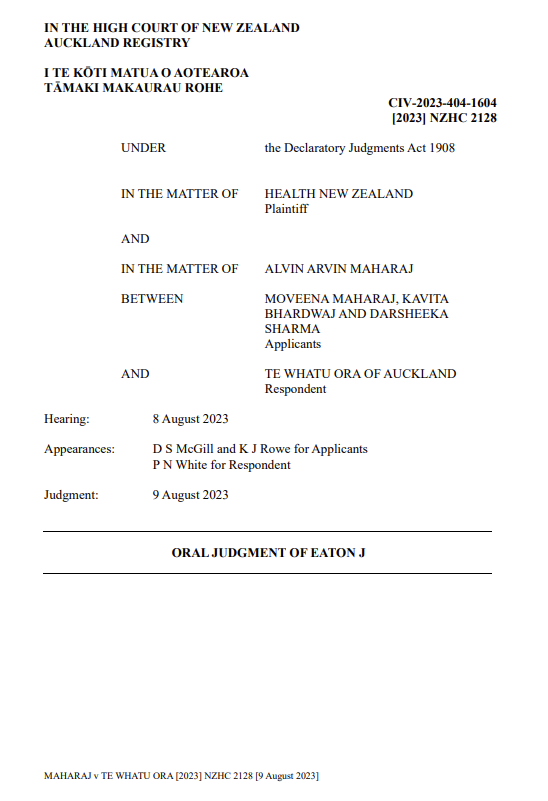 IN THE HIGH COURT OF NEW ZEALAND
AUCKLAND REGISTRY
I TE KŌTI MATUA O AOTEAROA
TĀMAKI MAKAURAU ROHE
CIV-2023-404-1604
[2023] NZHC 2128
UNDER the Declaratory Judgments Act 1908
IN THE MATTER OF HEALTH NEW ZEALAND
Plaintiff
AND
IN THE MATTER OF ALVIN ARVIN MAHARAJ
BETWEEN MOVEENA MAHARAJ, KAVITA
BHARDWAJ AND DARSHEEKA
SHARMA
Applicants
AND TE WHATU ORA OF AUCKLAND
Respondent
Hearing: 8 August 2023
Appearances: D S McGill and K J Rowe for Applicants
P N White for Respondent
Judgment: 9 August 2023
ORAL JUDGMENT OF EATON J
MAHARAJ v TE WHATU ORA [2023] NZHC 2128 [9 August 2023]